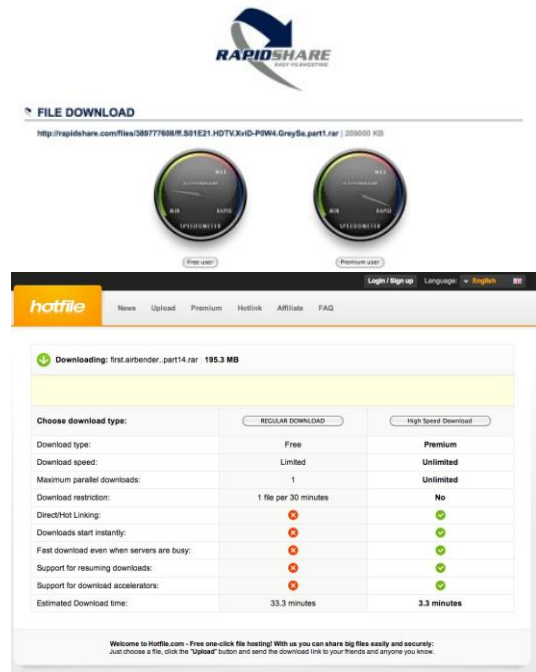 RAPIDSHARE
EASY FILEHOSTING
FILE DOWNLOAD
http://rapidshare.com/files/389777608/ff.S01E21.HDTV.XviD-P0W4.GreySa.part1.rar | 209000 KB
MAX MAX
RAPIDSHARE RAPIDSHARE
MIN RAPID MIN RAPID
SPEEDOMETER SPEEDOMETER
Free user Premium user
Login / Sign up Language: English
hotfile News Upload Premium Hotlink Affiliate FAQ
Downloading: first.airbender..part14.rar 195.3 MB
Choose download type: REGULAR DOWNLOAD High Speed Download
Download type: Free Premium
Download speed: Limited Unlimited
Maximum parallel downloads: 1 Unlimited
Download restriction: 1 file per 30 minutes No
Direct/Hot Linking:
Downloads start instantly:
Fast download even when servers are busy:
Support for resuming downloads:
Support for download accelerators:
Estimated Download time: 33.3 minutes 3.3 minutes
Welcome to Hotfile.com - Free one-click file hosting! With us you can share big files easily and securely:
Just choose a file, click the "Upload" button and send the download link to your friends and anyone you know.